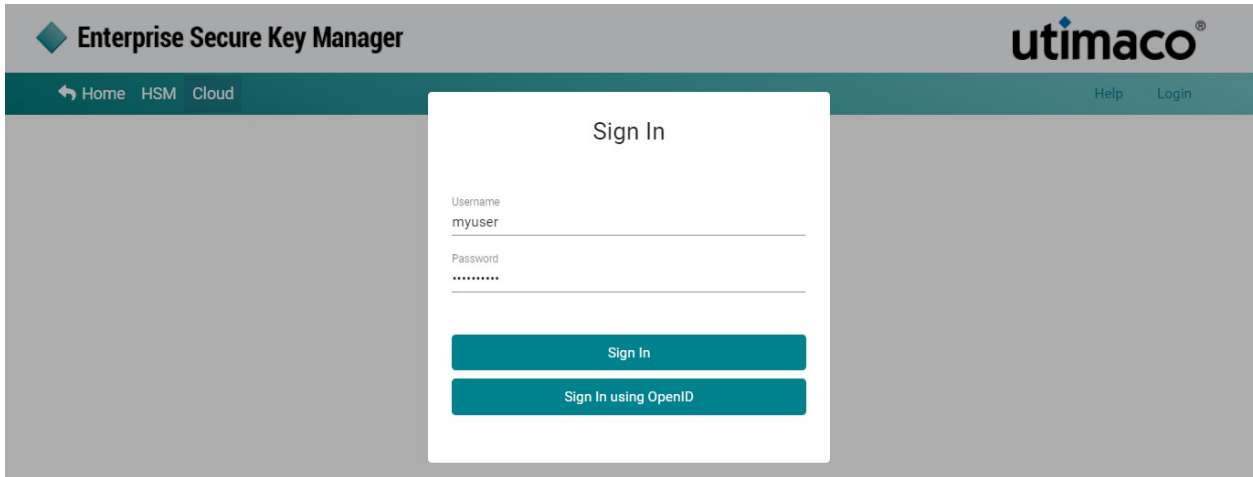 Enterprise Secure Key Manager
utimaco®
Home HSM Cloud
Help Login
Sign In
Username
myuser
Password
••••••••••
Sign In
Sign In using OpenID